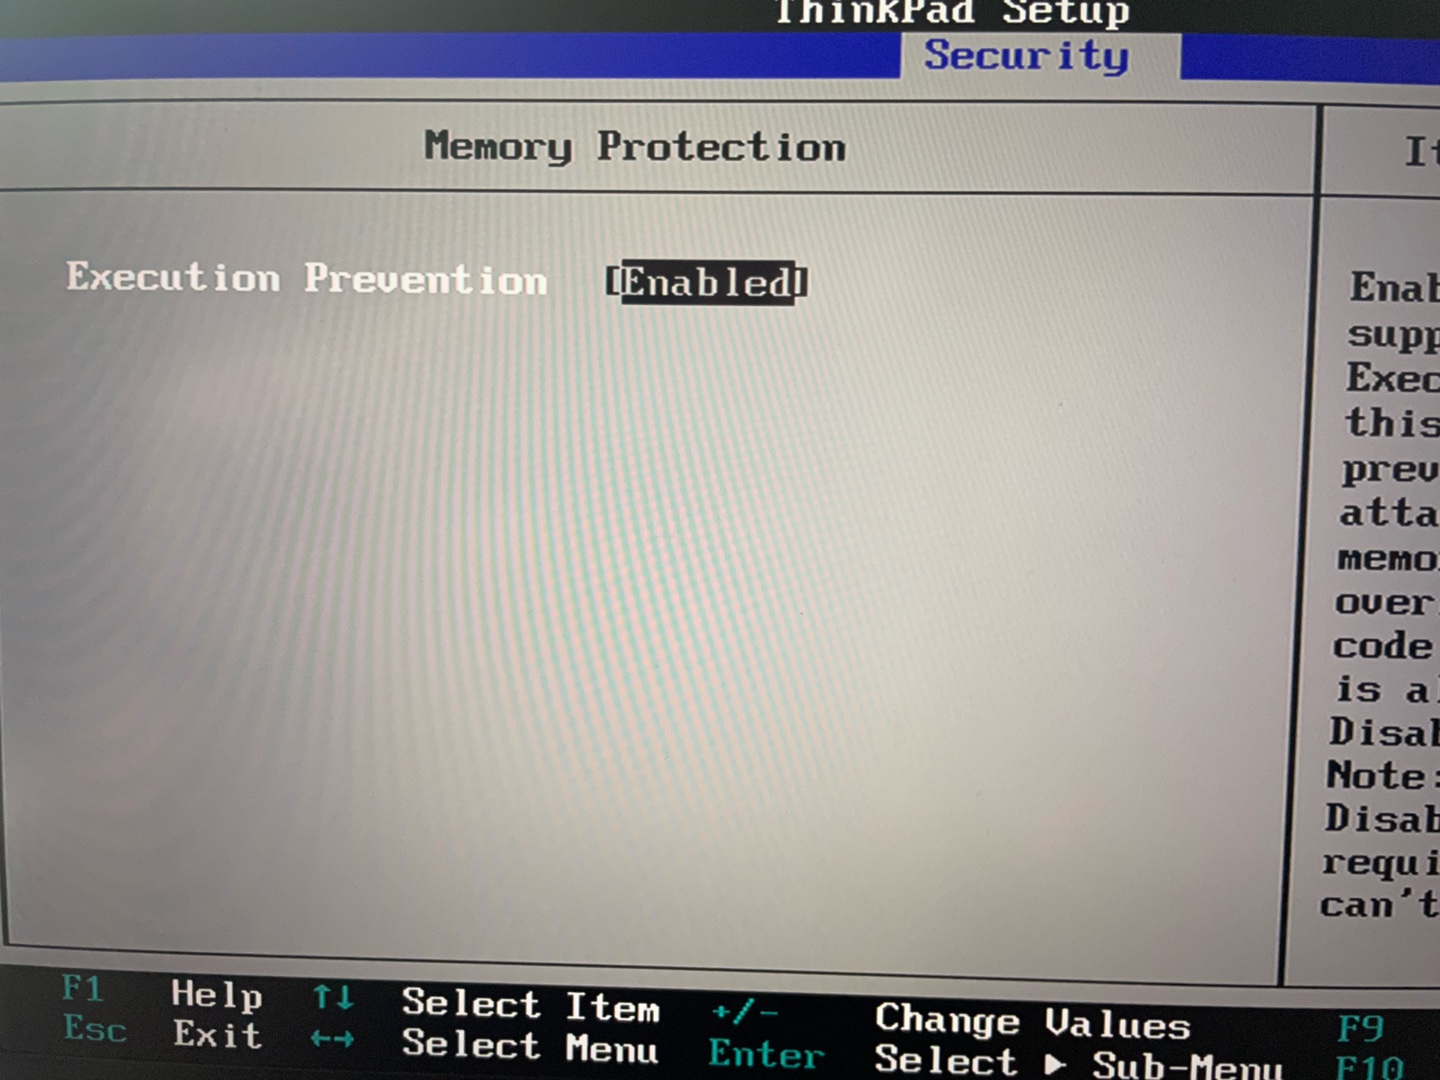 ThinkPad Setup
Security
Memory Protection
Execution Prevention [Enabled]
Enab
supp
Exec
this
prev
atta
memo
over
code
is a
Disab
Note:
Disab
requi
can't
F1 Help ↑↓ Select Item +/- Change Values F9
Esc Exit ←→ Select Menu Enter Select ▶ Sub-Menu F10